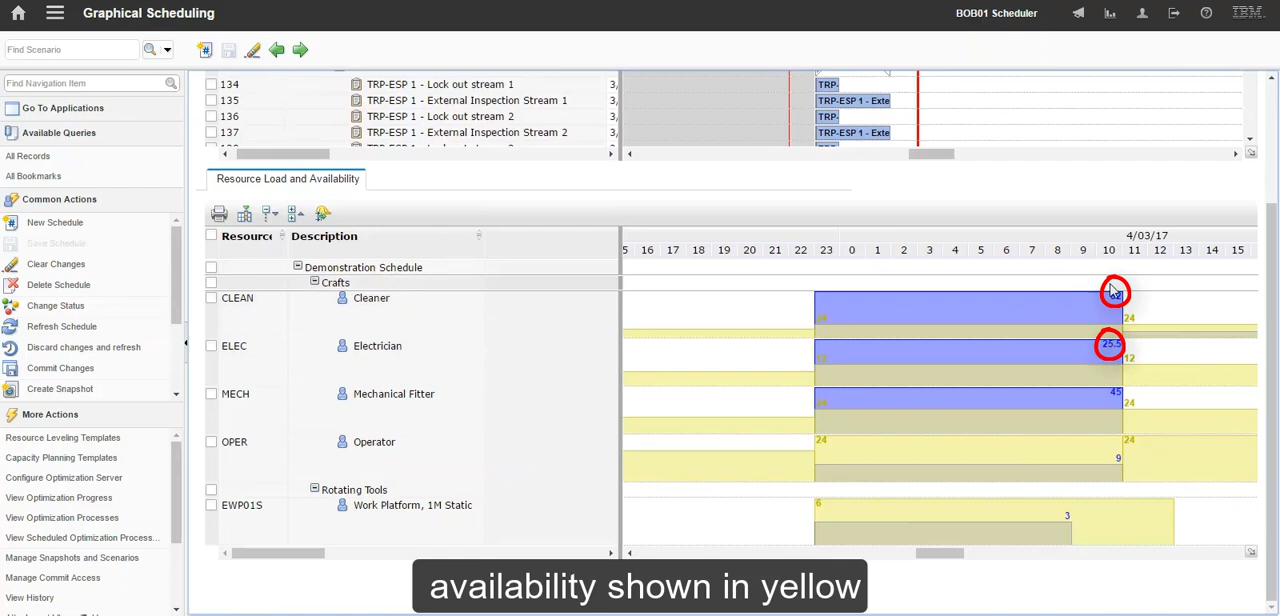 Graphical Scheduling
BOB01 Scheduler
IBM
Find Scenario
Find Navigation Item
Go To Applications
Available Queries
All Records
All Bookmarks
Common Actions
New Schedule
Save Schedule
Clear Changes
Delete Schedule
Change Status
Refresh Schedule
Discard changes and refresh
Commit Changes
Create Snapshot
More Actions
Resource Leveling Templates
Capacity Planning Templates
Configure Optimization Server
View Optimization Progress
View Optimization Processes
View Scheduled Optimization Process...
Manage Snapshots and Scenarios
Manage Commit Access
View History
134 TRP-ESP 1 - Lock out stream 1 3/ TRP-
135 TRP-ESP 1 - External Inspection Stream 1 3/ TRP-ESP 1 - Exte
136 TRP-ESP 1 - Lock out stream 2 3/ TRP-
137 TRP-ESP 1 - External Inspection Stream 2 3/ TRP-ESP 1 - Exte
Resource Load and Availability
Resource Description
4/03/17
5 16 17 18 19 20 21 22 23 0 1 2 3 4 5 6 7 8 9 10 11 12 13 14 15
Demonstration Schedule
Crafts
CLEAN Cleaner
24 24
ELEC Electrician 25.5
12 12
MECH Mechanical Fitter 45
24 24
OPER Operator 24 24
9
Rotating Tools
EWP01S Work Platform, 1M Static 6
3
availability shown in yellow